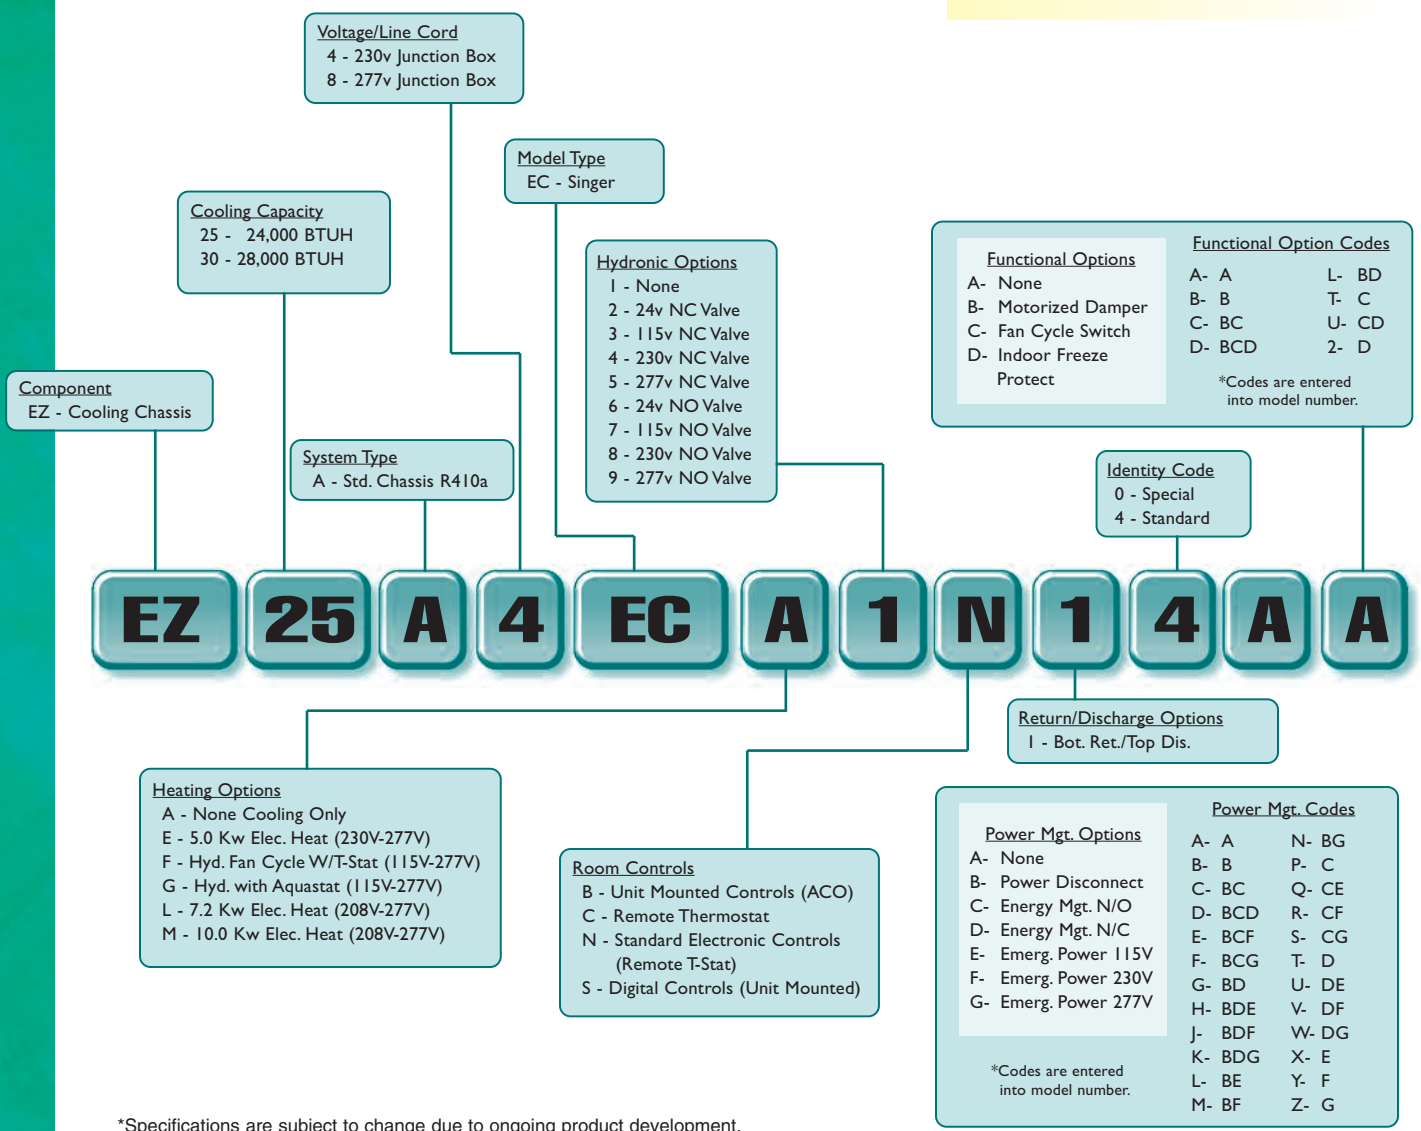 Voltage/Line Cord
4 - 230v Junction Box
8 - 277v Junction Box
Model Type
EC - Singer
Cooling Capacity
25 - 24,000 BTUH
30 - 28,000 BTUH
Hydronic Options
1 - None
2 - 24v NC Valve
3 - 115v NC Valve
4 - 230v NC Valve
5 - 277v NC Valve
6 - 24v NO Valve
7 - 115v NO Valve
8 - 230v NO Valve
9 - 277v NO Valve
Functional Options
A- None
B- Motorized Damper
C- Fan Cycle Switch
D- Indoor Freeze
Protect
Functional Option Codes
A- A
B- B
C- BC
D- BCD
L- BD
T- C
U- CD
2- D
*Codes are entered
into model number.
Component
EZ - Cooling Chassis
System Type
A - Std. Chassis R410a
Identity Code
0 - Special
4 - Standard
EZ 25 A 4 EC A 1 N 1 4 A A
Return/Discharge Options
1 - Bot. Ret./Top Dis.
Heating Options
A - None Cooling Only
E - 5.0 Kw Elec. Heat (230V-277V)
F - Hyd. Fan Cycle W/T-Stat (115V-277V)
G - Hyd. with Aquastat (115V-277V)
L - 7.2 Kw Elec. Heat (208V-277V)
M - 10.0 Kw Elec. Heat (208V-277V)
Room Controls
B - Unit Mounted Controls (ACO)
C - Remote Thermostat
N - Standard Electronic Controls
(Remote T-Stat)
S - Digital Controls (Unit Mounted)
Power Mgt. Options
A- None
B- Power Disconnect
C- Energy Mgt. N/O
D- Energy Mgt. N/C
E- Emerg. Power 115V
F- Emerg. Power 230V
G- Emerg. Power 277V
*Codes are entered
into model number.
Power Mgt. Codes
A- A
B- B
C- BC
D- BCD
E- BCF
F- BCG
G- BD
H- BDE
J- BDF
K- BDG
L- BE
M- BF
N- BG
P- C
Q- CE
R- CF
S- CG
T- D
U- DE
V- DF
W- DG
X- E
Y- F
Z- G
*Specifications are subject to change due to ongoing product development.